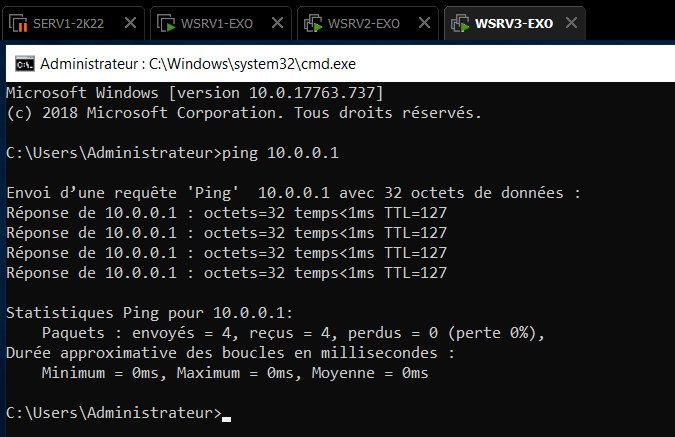 SERV1-2K22
WSRV1-EXO
WSRV2-EXO
WSRV3-EXO
Administrateur : C:\Windows\system32\cmd.exe
Microsoft Windows [version 10.0.17763.737]
(c) 2018 Microsoft Corporation. Tous droits réservés.
C:\Users\Administrateur>ping 10.0.0.1
Envoi d’une requête 'Ping'  10.0.0.1 avec 32 octets de données :
Réponse de 10.0.0.1 : octets=32 temps<1ms TTL=127
Réponse de 10.0.0.1 : octets=32 temps<1ms TTL=127
Réponse de 10.0.0.1 : octets=32 temps<1ms TTL=127
Réponse de 10.0.0.1 : octets=32 temps<1ms TTL=127
Statistiques Ping pour 10.0.0.1:
    Paquets : envoyés = 4, reçus = 4, perdus = 0 (perte 0%),
Durée approximative des boucles en millisecondes :
    Minimum = 0ms, Maximum = 0ms, Moyenne = 0ms
C:\Users\Administrateur>